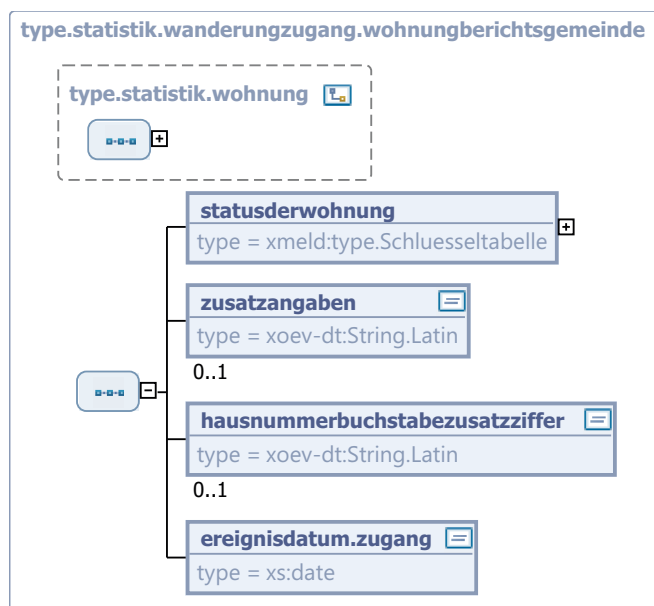 type.statistik.wanderungzugang.wohnungberichtsgemeinde
type.statistik.wohnung
statusderwohnung
type = xmeld:type.Schluesseltabelle
zusatzangaben
type = xoev-dt:String.Latin
0..1
hausnummerbuchstabezusatzziffer
type = xoev-dt:String.Latin
0..1
ereignisdatum.zugang
type = xs:date